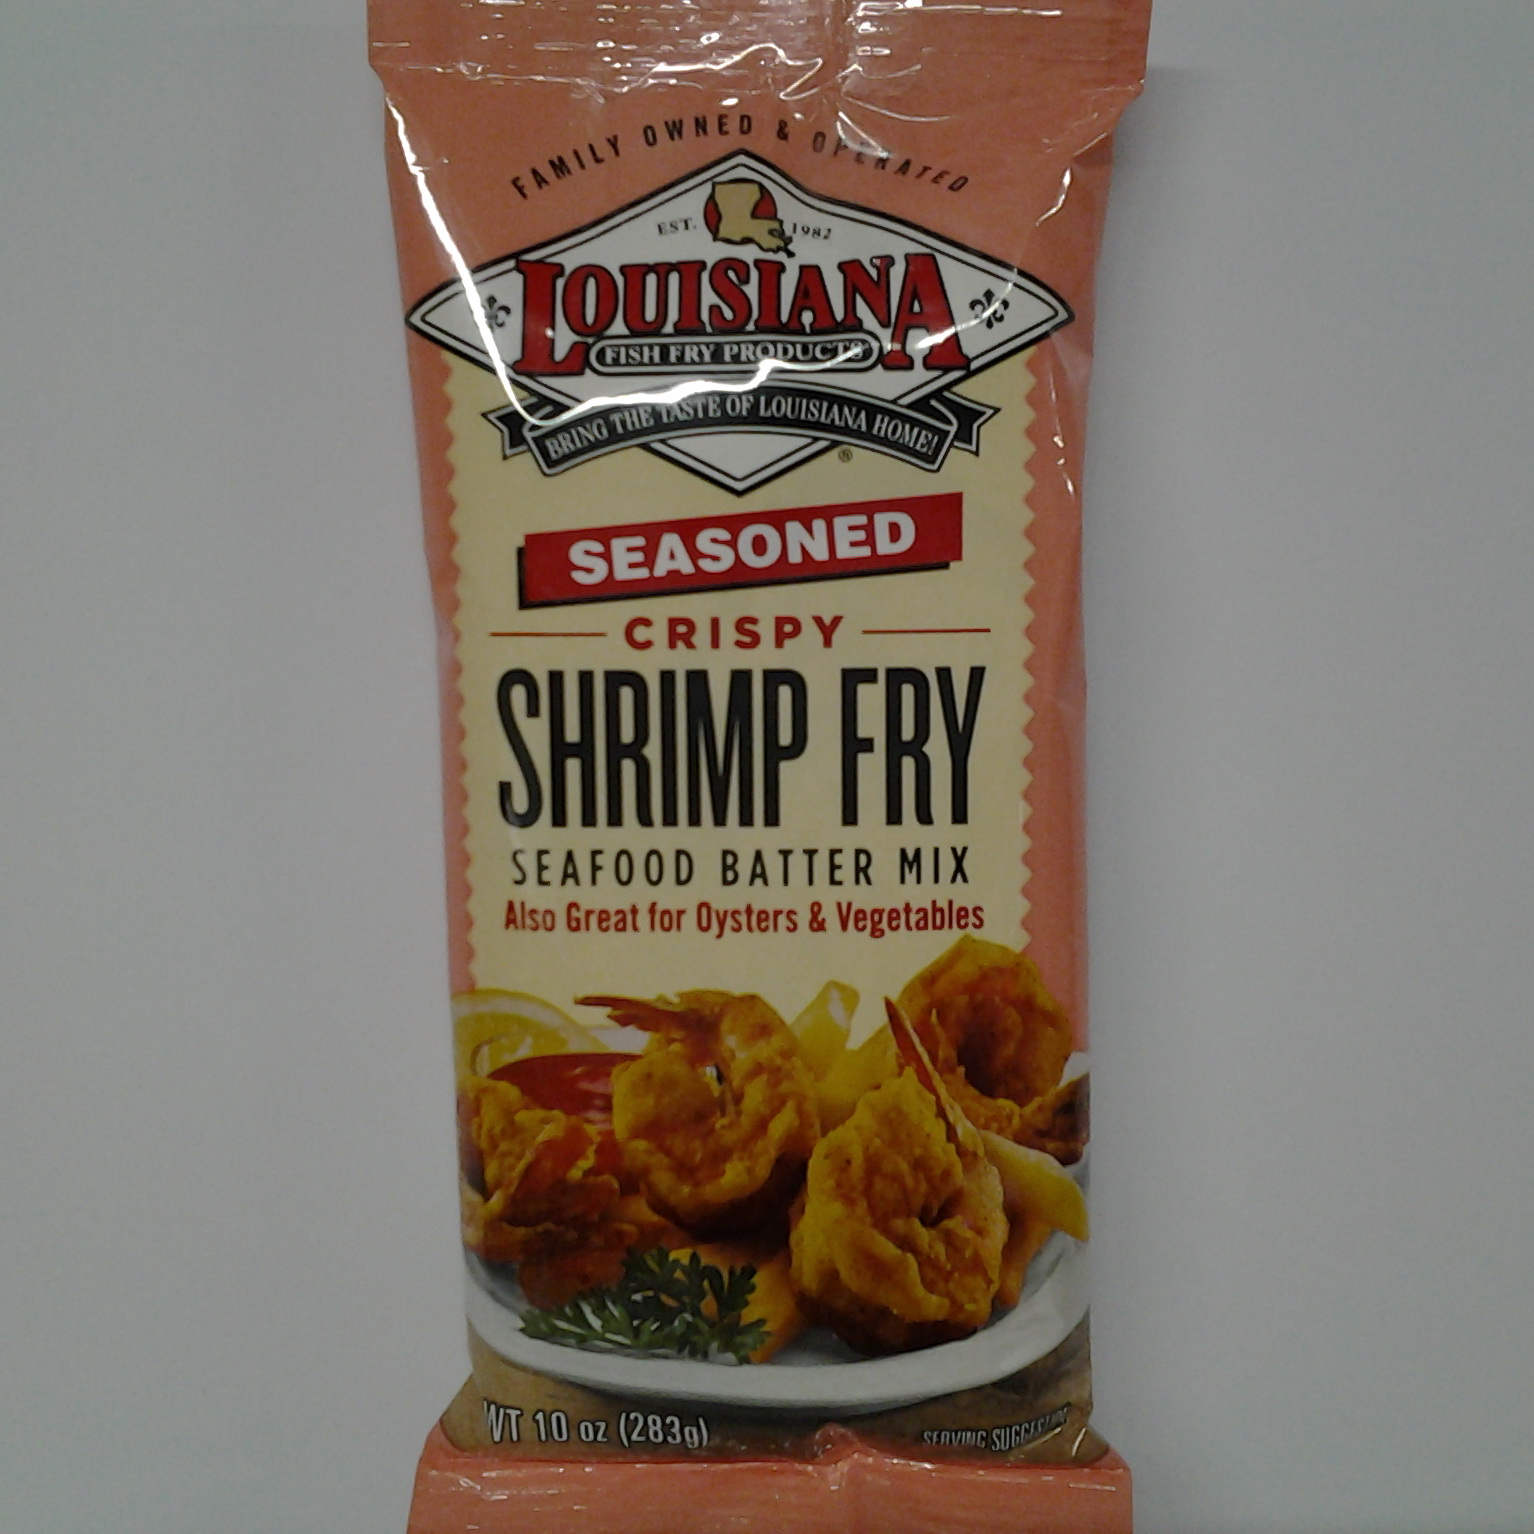 FAMILY OWNED & OPERATED
EST. 1982
LOUISIANA
FISH FRY PRODUCTS
BRING THE TASTE OF LOUISIANA HOME!
®
SEASONED
CRISPY
SHRIMP FRY
SEAFOOD BATTER MIX
Also Great for Oysters & Vegetables
WT 10 oz (283g)
SERVING